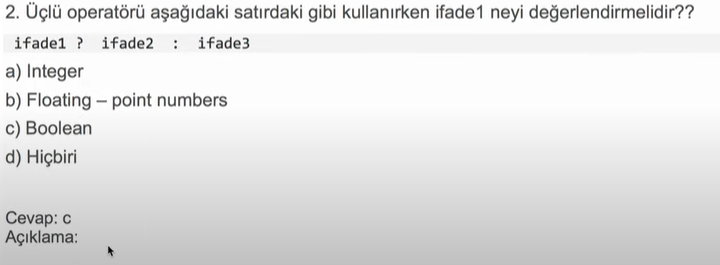 2. Üçlü operatörü aşağıdaki satırdaki gibi kullanırken ifade1 neyi değerlendirmelidir??
ifade1 ? ifade2 : ifade3
a) Integer
b) Floating – point numbers
c) Boolean
d) Hiçbiri
Cevap: c
Açıklama: